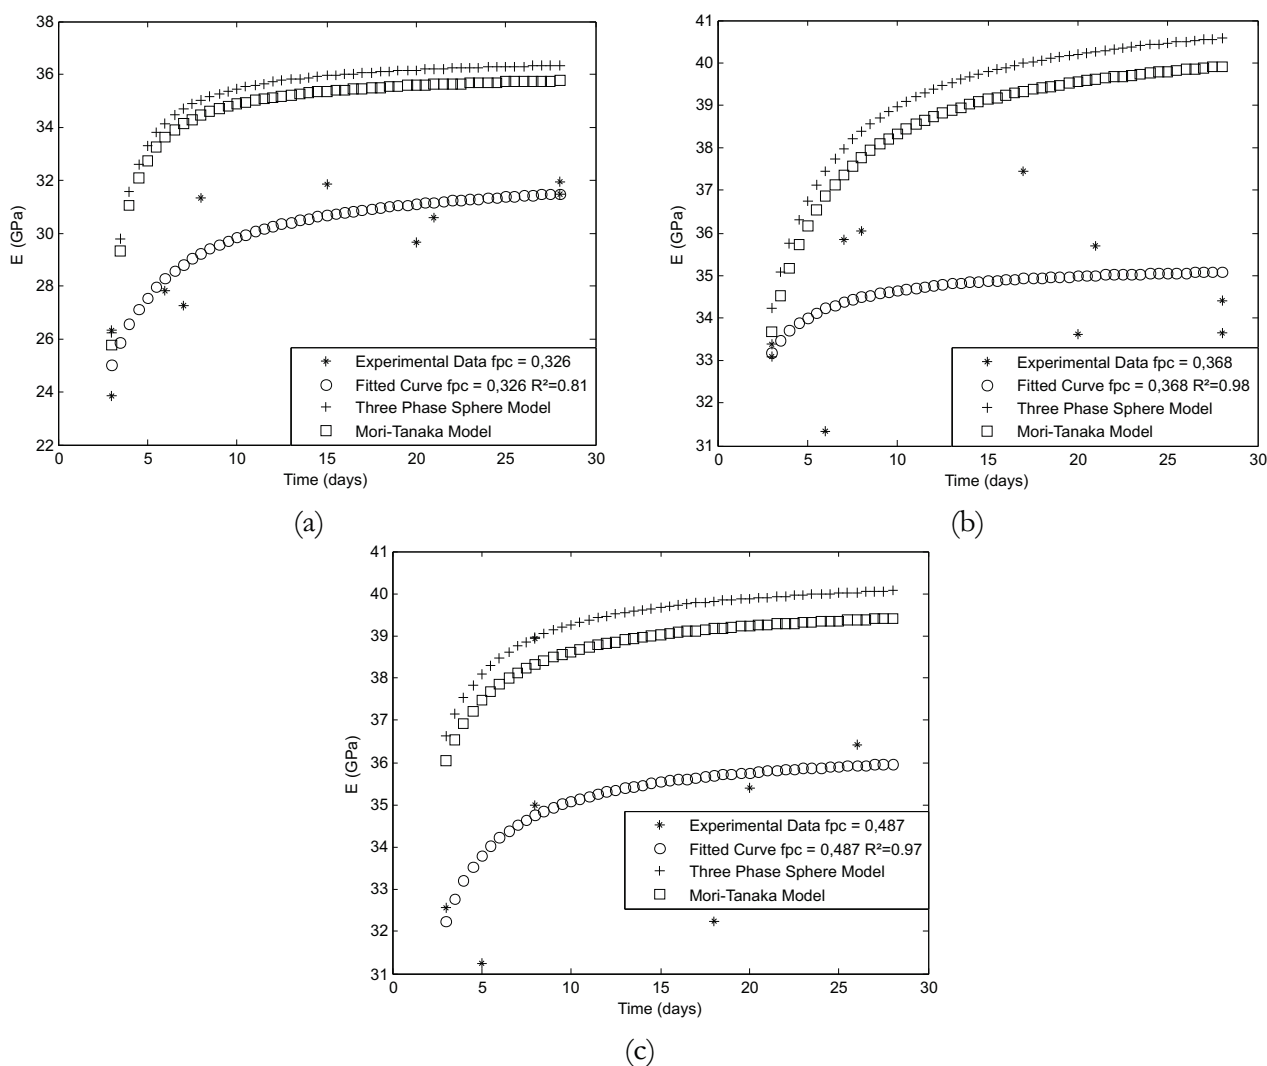 38
36
34
32
30
28
26
24
22
E (GPa)
Experimental Data fpc = 0,326
Fitted Curve fpc = 0,326 R²=0.81
Three Phase Sphere Model
Mori-Tanaka Model
0 5 10 15 20 25 30
Time (days)
(a)
41
40
39
38
37
36
35
34
33
32
31
E (GPa)
Experimental Data fpc = 0,368
Fitted Curve fpc = 0,368 R²=0.98
Three Phase Sphere Model
Mori-Tanaka Model
0 5 10 15 20 25 30
Time (days)
(b)
41
40
39
38
37
36
35
34
33
32
31
E (GPa)
Experimental Data fpc = 0,487
Fitted Curve fpc = 0,487 R²=0.97
Three Phase Sphere Model
Mori-Tanaka Model
0 5 10 15 20 25 30
Time (days)
(c)